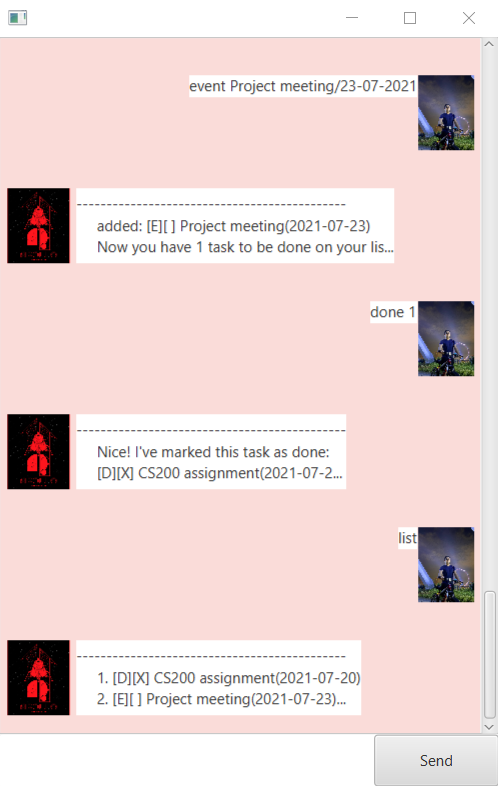 event Project meeting/23-07-2021
---------------------------------------------
added: [E][ ] Project meeting(2021-07-23)
Now you have 1 task to be done on your lis...
done 1
---------------------------------------------
Nice! I've marked this task as done:
[D][X] CS200 assignment(2021-07-2...
list
---------------------------------------------
1. [D][X] CS200 assignment(2021-07-20)
2. [E][ ] Project meeting(2021-07-23)...
Send